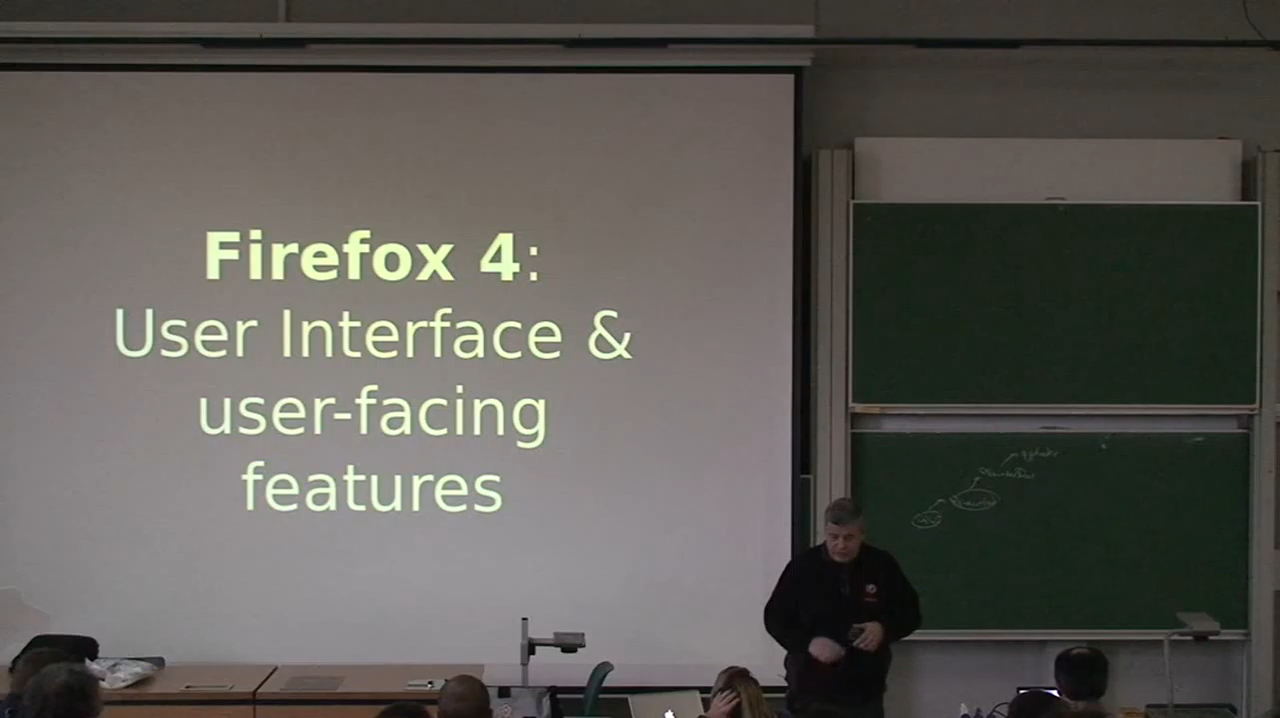 Firefox 4:
User Interface &
user-facing
features